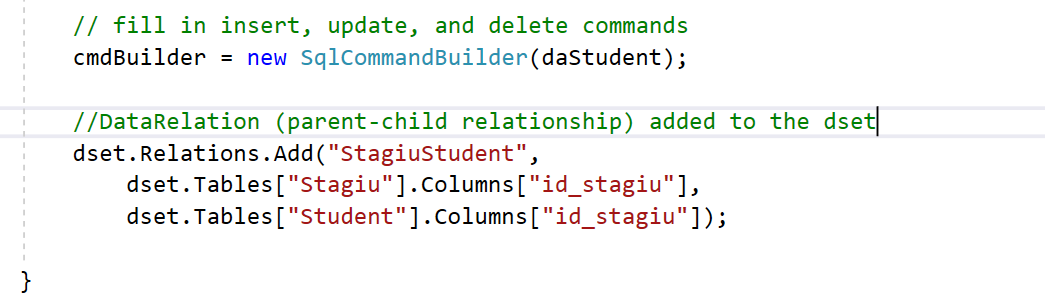 // fill in insert, update, and delete commands
cmdBuilder = new SqlCommandBuilder(daStudent);
//DataRelation (parent-child relationship) added to the dset
dset.Relations.Add("StagiuStudent",
dset.Tables["Stagiu"].Columns["id_stagiu"],
dset.Tables["Student"].Columns["id_stagiu"]);
}